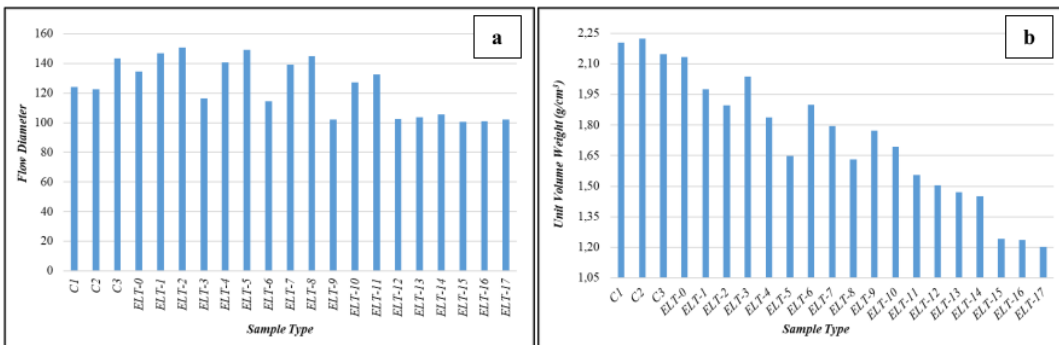 a
Flow Diameter
160
140
120
100
80
60
40
20
0
C1
C2
C3
ELT-0
ELT-1
ELT-2
ELT-3
ELT-4
ELT-5
ELT-6
ELT-7
ELT-8
ELT-9
ELT-10
ELT-11
ELT-12
ELT-13
ELT-14
ELT-15
ELT-16
ELT-17
Sample Type
b
Unit Volume Weight (g/cm³)
2,25
2,10
1,95
1,80
1,65
1,50
1,35
1,20
1,05
C1
C2
C3
ELT-0
ELT-1
ELT-2
ELT-3
ELT-4
ELT-5
ELT-6
ELT-7
ELT-8
ELT-9
ELT-10
ELT-11
ELT-12
ELT-13
ELT-14
ELT-15
ELT-16
ELT-17
Sample Type